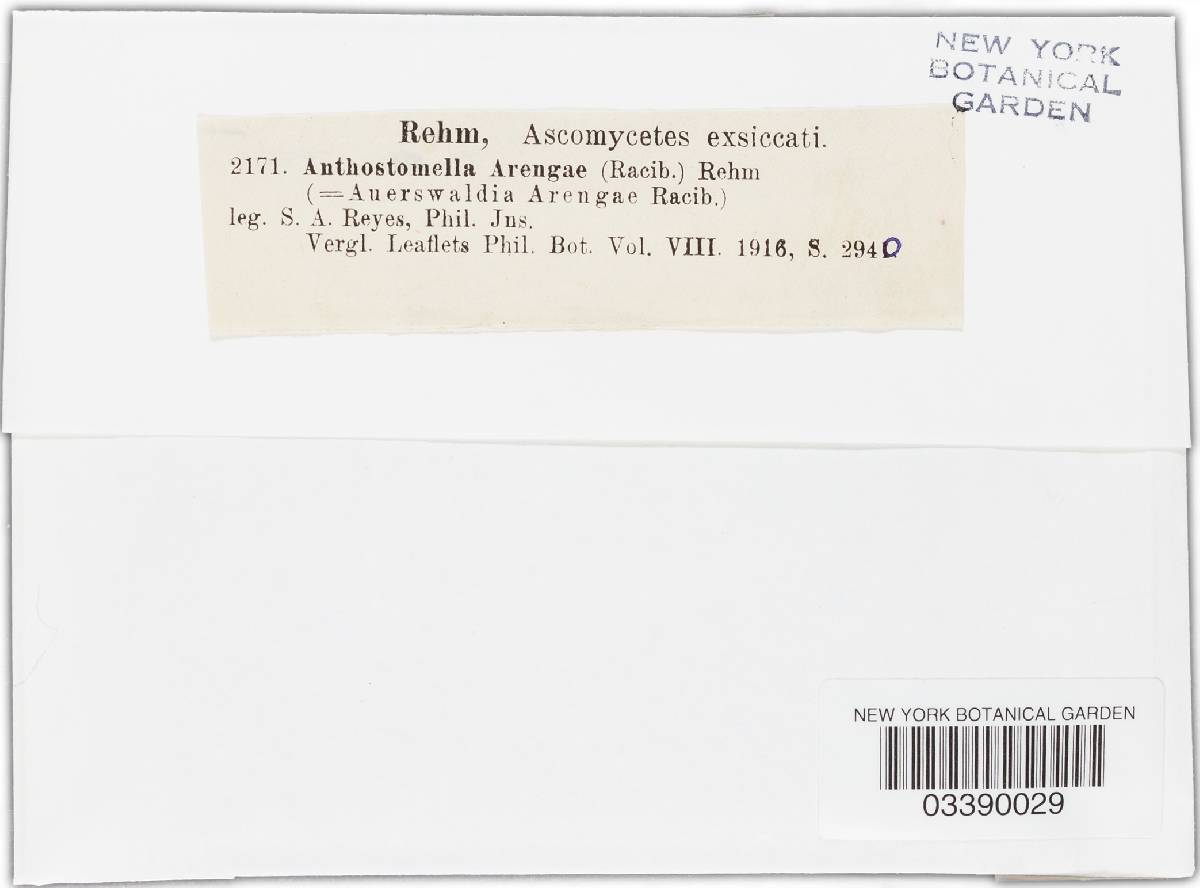 NEW YORK
BOTANICAL
GARDEN
Rehm, Ascomycetes exsiccati.
2171. Anthostomella Arengae (Racib.) Rehm
(=Auerswaldia Arengae Racib.)
leg. S. A. Reyes, Phil. Jns.
Vergl. Leaflets Phil. Bot. Vol. VIII. 1916, S. 2940
NEW YORK BOTANICAL GARDEN
03390029